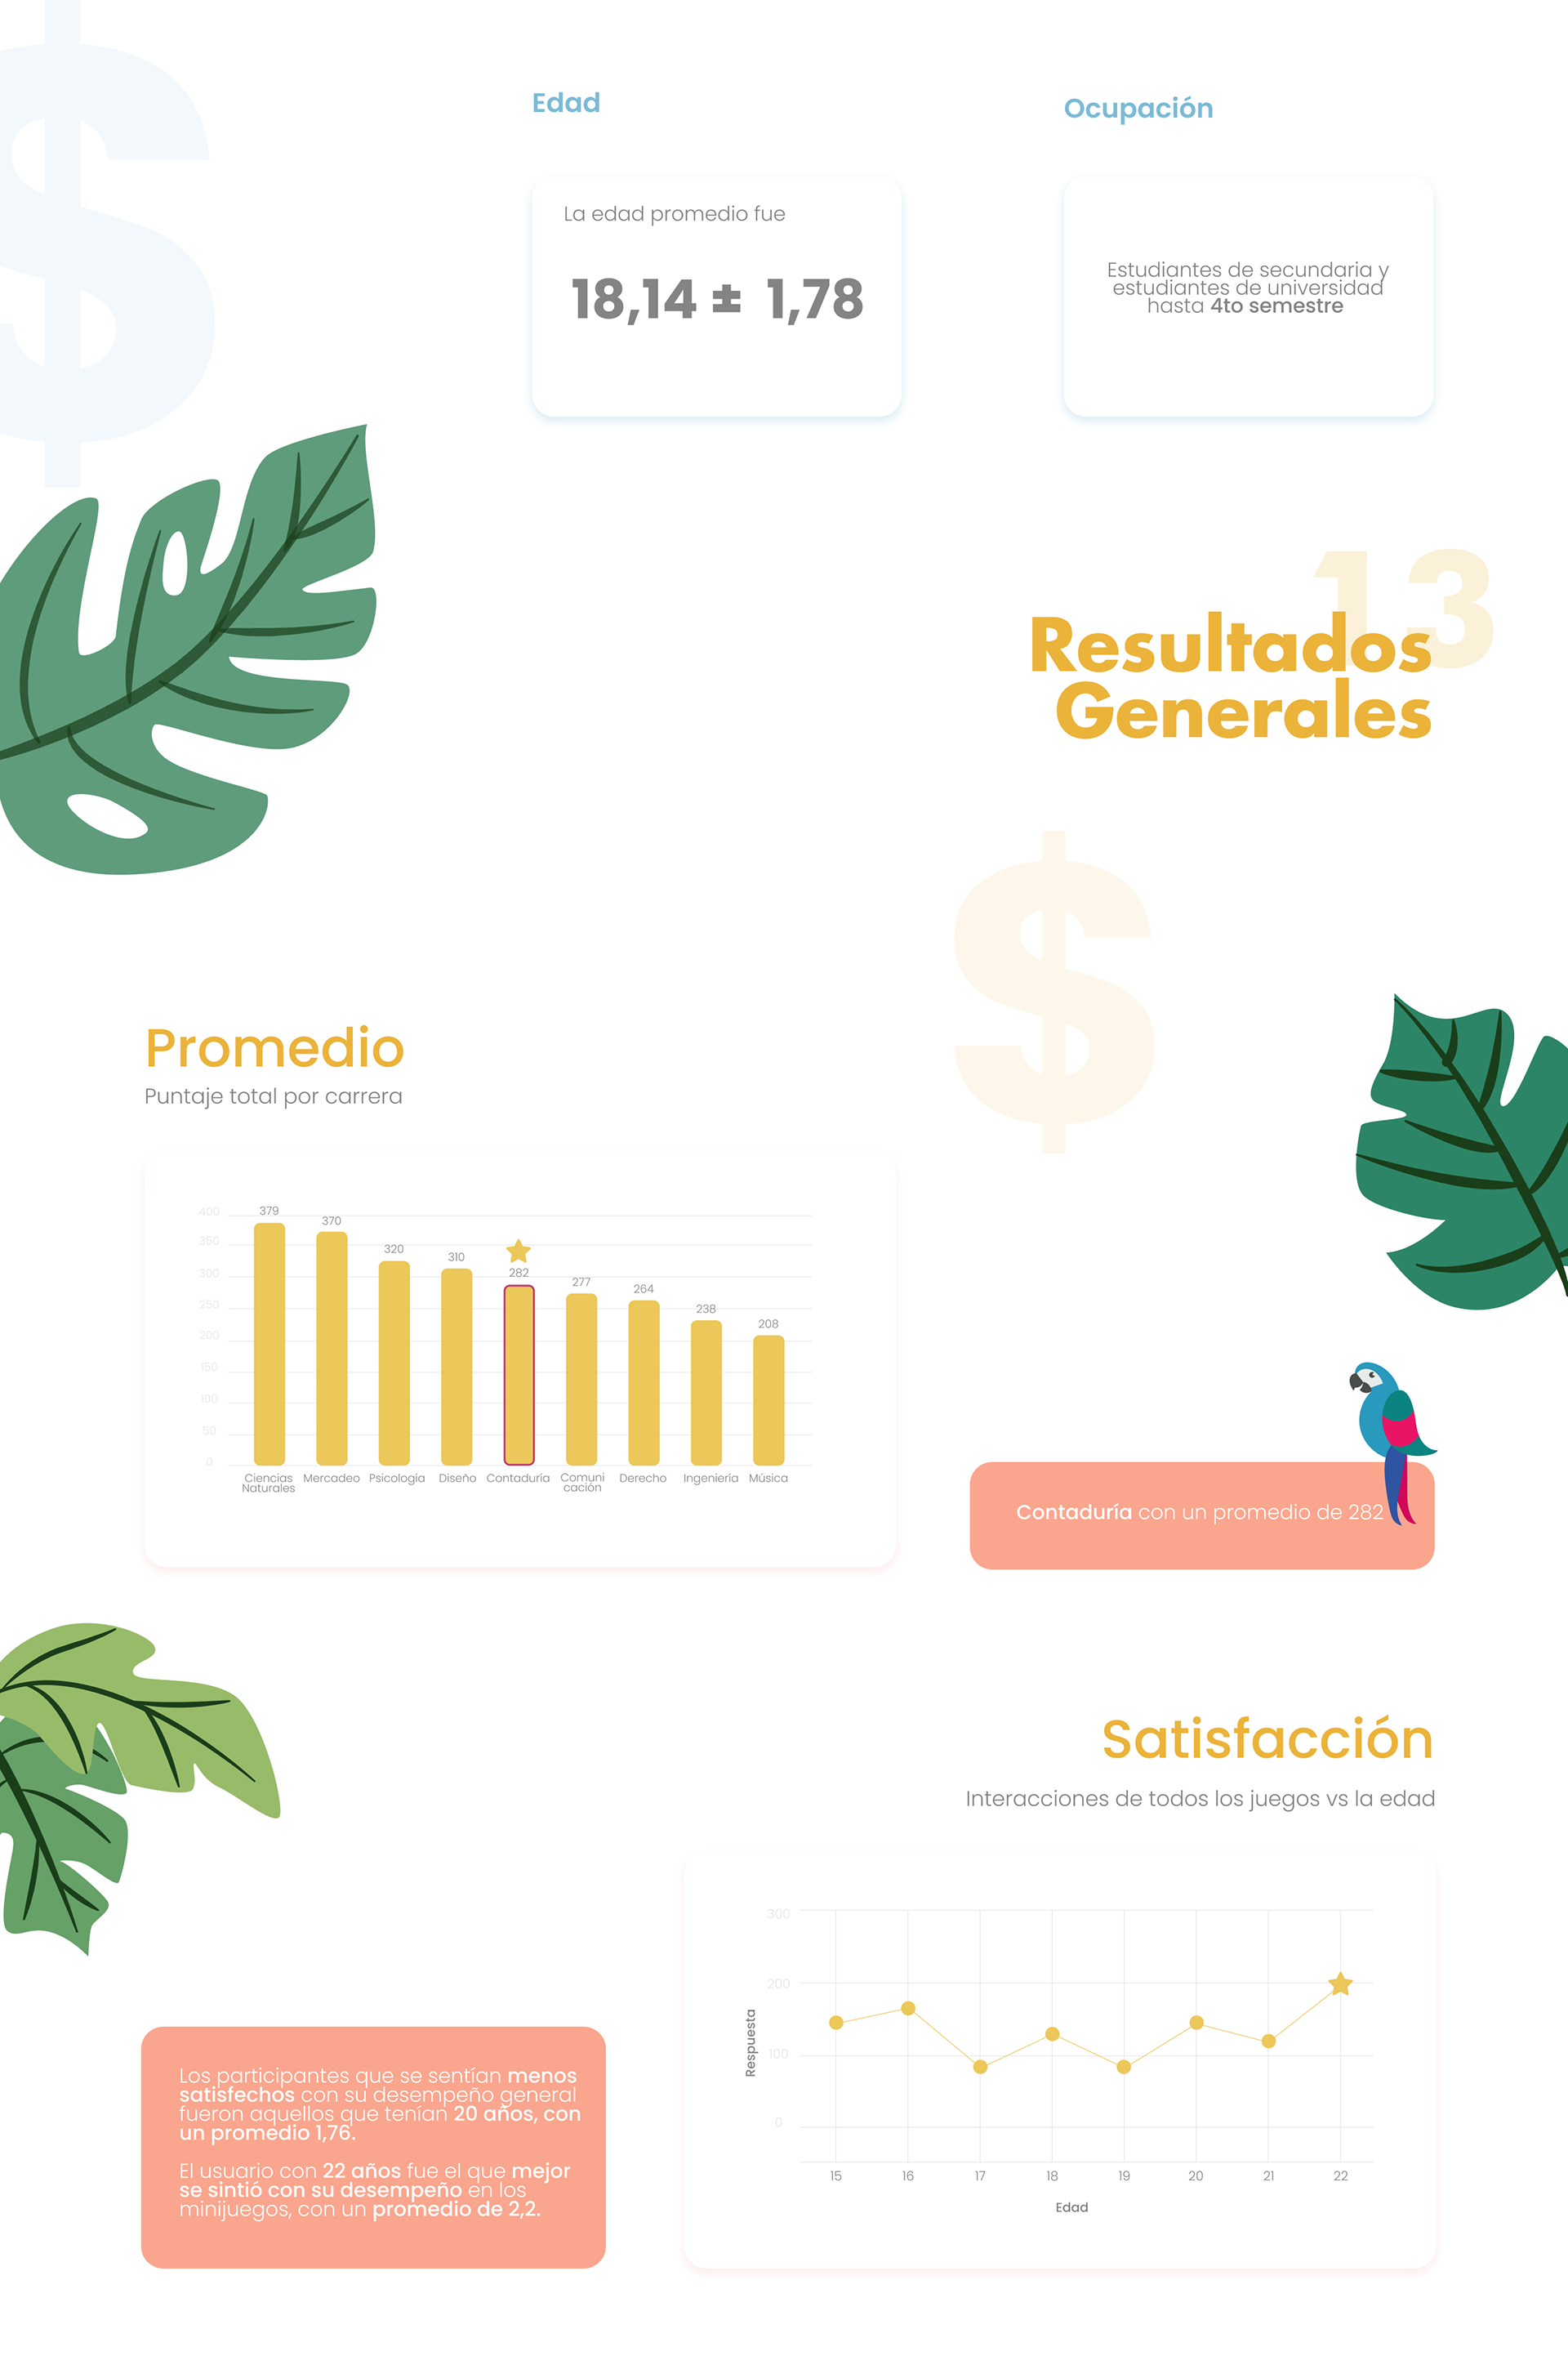 $
Edad
La edad promedio fue
18,14 ± 1,78
Ocupación
Estudiantes de secundaria y
estudiantes de universidad
hasta 4to semestre
13
Resultados
Generales
$
Promedio
Puntaje total por carrera
400
350
300
250
200
150
100
50
0
379
370
320
310
282
277
264
238
208
Ciencias
Naturales
Mercadeo
Psicología
Diseño
Contaduría
Comuni
cación
Derecho
Ingeniería
Música
Contaduría con un promedio de 282
Satisfacción
Interacciones de todos los juegos vs la edad
Los participantes que se sentían menos
satisfechos con su desempeño general
fueron aquellos que tenían 20 años, con
un promedio 1,76.
El usuario con 22 años fue el que mejor
se sintió con su desempeño en los
minijuegos, con un promedio de 2,2.
Respuesta
300
200
100
0
15 16 17 18 19 20 21 22
Edad